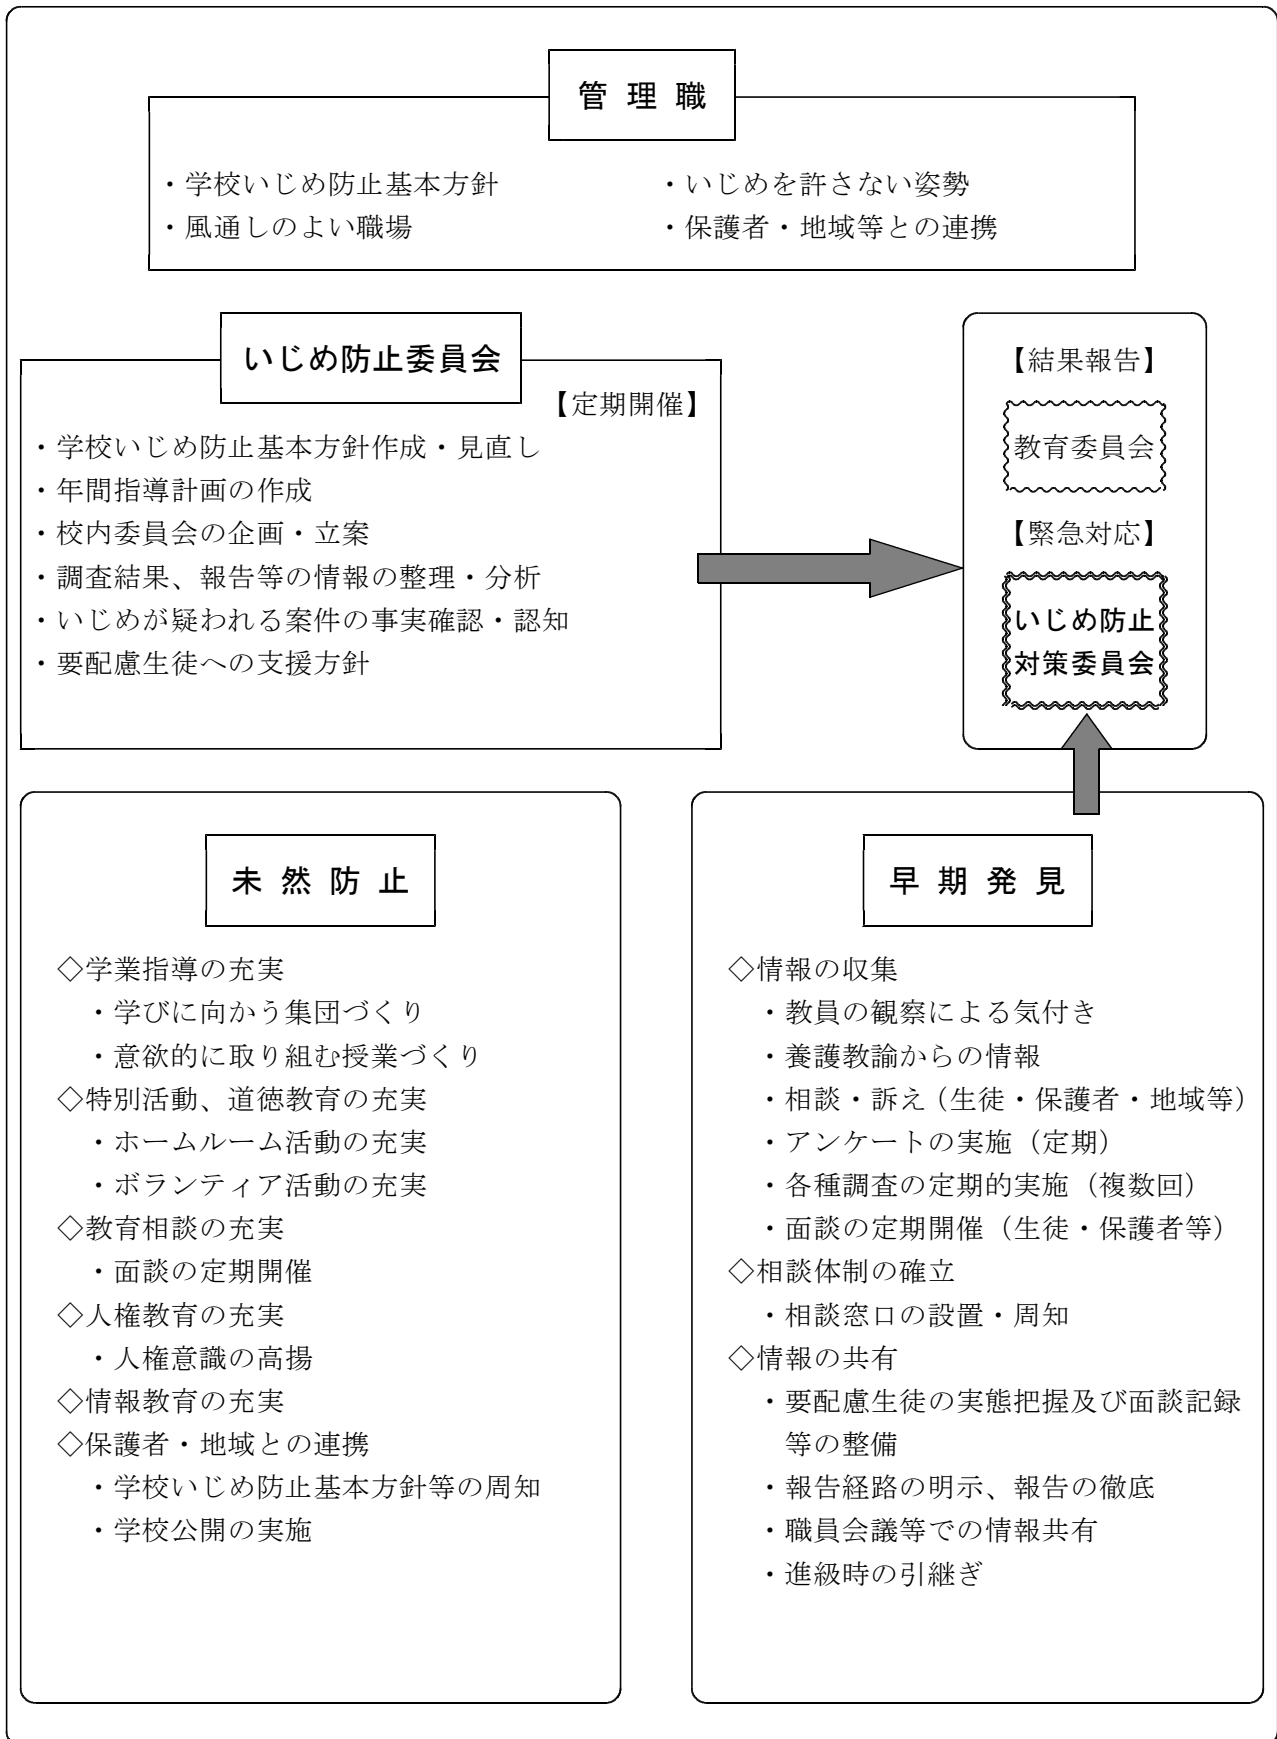 管理職
・学校いじめ防止基本方針
・いじめを許さない姿勢
・風通しのよい職場
・保護者・地域等との連携
いじめ防止委員会
【定期開催】
・学校いじめ防止基本方針作成・見直し
・年間指導計画の作成
・校内委員会の企画・立案
・調査結果、報告等の情報の整理・分析
・いじめが疑われる案件の事実確認・認知
・要配慮生徒への支援方針
【結果報告】
教育委員会
【緊急対応】
いじめ防止
対策委員会
未然防止
◇学業指導の充実
・学びに向かう集団づくり
・意欲的に取り組む授業づくり
◇特別活動、道徳教育の充実
・ホームルーム活動の充実
・ボランティア活動の充実
◇教育相談の充実
・面談の定期開催
◇人権教育の充実
・人権意識の高揚
◇情報教育の充実
◇保護者・地域との連携
・学校いじめ防止基本方針等の周知
・学校公開の実施
早期発見
◇情報の収集
・教員の観察による気付き
・養護教諭からの情報
・相談・訴え（生徒・保護者・地域等）
・アンケートの実施（定期）
・各種調査の定期的実施（複数回）
・面談の定期開催（生徒・保護者等）
◇相談体制の確立
・相談窓口の設置・周知
◇情報の共有
・要配慮生徒の実態把握及び面談記録
等の整備
・報告経路の明示、報告の徹底
・職員会議等での情報共有
・進級時の引継ぎ